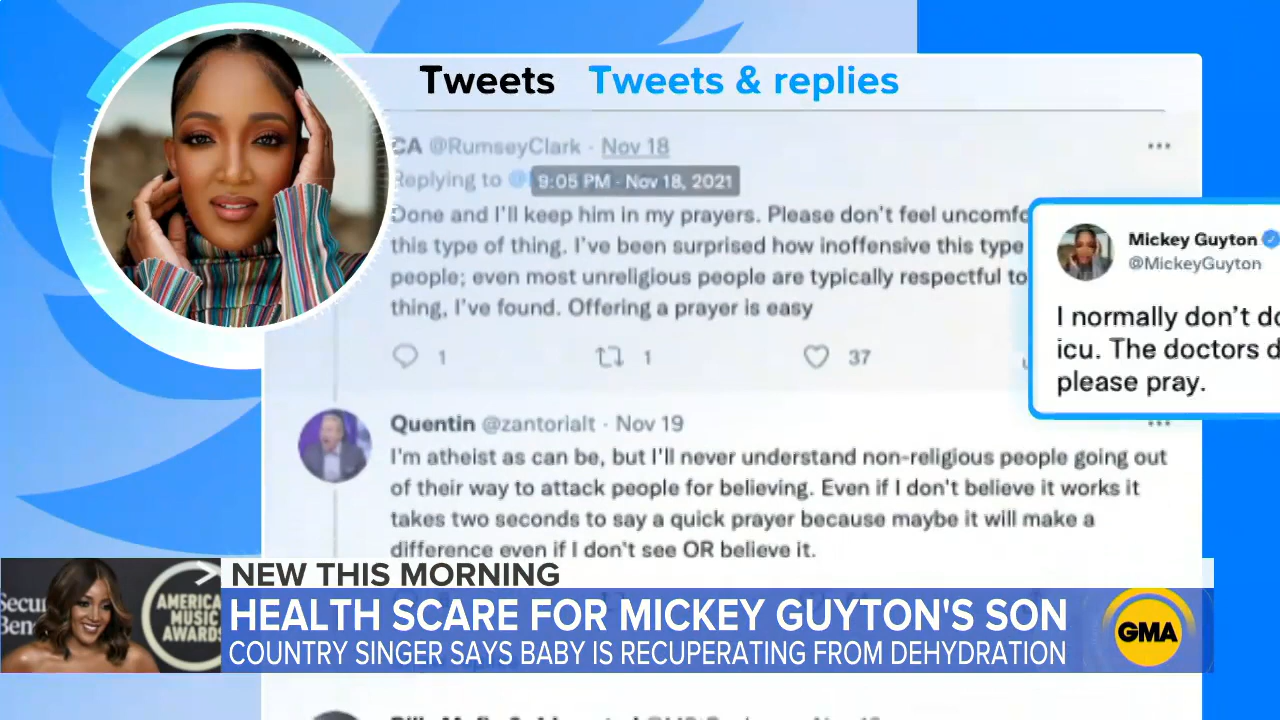 Tweets Tweets & replies
CA @RumseyClark · Nov 18
Replying to @
9:05 PM · Nov 18, 2021
Done and I'll keep him in my prayers. Please don't feel uncomfo
this type of thing. I've been surprised how inoffensive this type
people; even most unreligious people are typically respectful to
thing, I've found. Offering a prayer is easy
1 1 37
Mickey Guyton
@MickeyGuyton
I normally don't do
icu. The doctors d
please pray.
Quentin @zantorialt · Nov 19
I'm atheist as can be, but I'll never understand non-religious people going out
of their way to attack people for believing. Even if I don't believe it works it
takes two seconds to say a quick prayer because maybe it will make a
difference even if I don't see OR believe it.
NEW THIS MORNING
HEALTH SCARE FOR MICKEY GUYTON'S SON
COUNTRY SINGER SAYS BABY IS RECUPERATING FROM DEHYDRATION
GMA
Secu
Ben
AMERICA
MUSIC
AWARDS